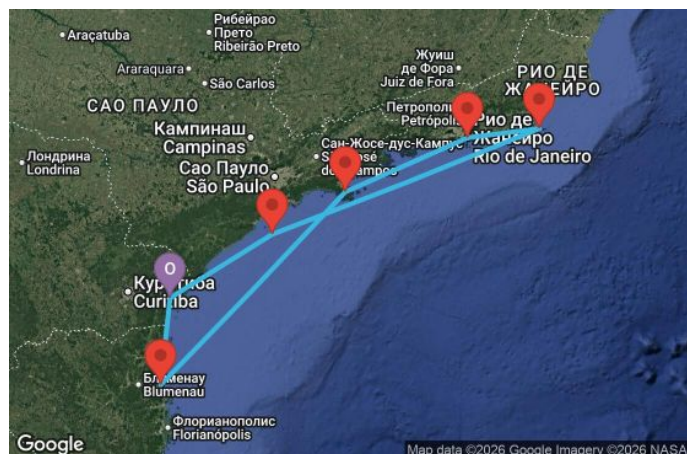 Рибейрао
Прето
Ribeirão Preto
Araçatuba
Araraquara
São Carlos
Жуиш
де Фора
Juiz de Fora
РИО ДЕ
ЖАНЕЙРО
САО ПАУЛО
Петрополис
Petrópolis
Кампинаш
Campinas
Рио де
Жанейро
Rio de Janeiro
Сан-Жосе-дус-Кампус
São José
dos Campos
Лондрина
Londrina
Сао Пауло
São Paulo
O
Куритиба
Curitiba
Блуменау
Blumenau
Флорианополис
Florianópolis
Google
Map data ©2026 Google Imagery ©2026 NASA